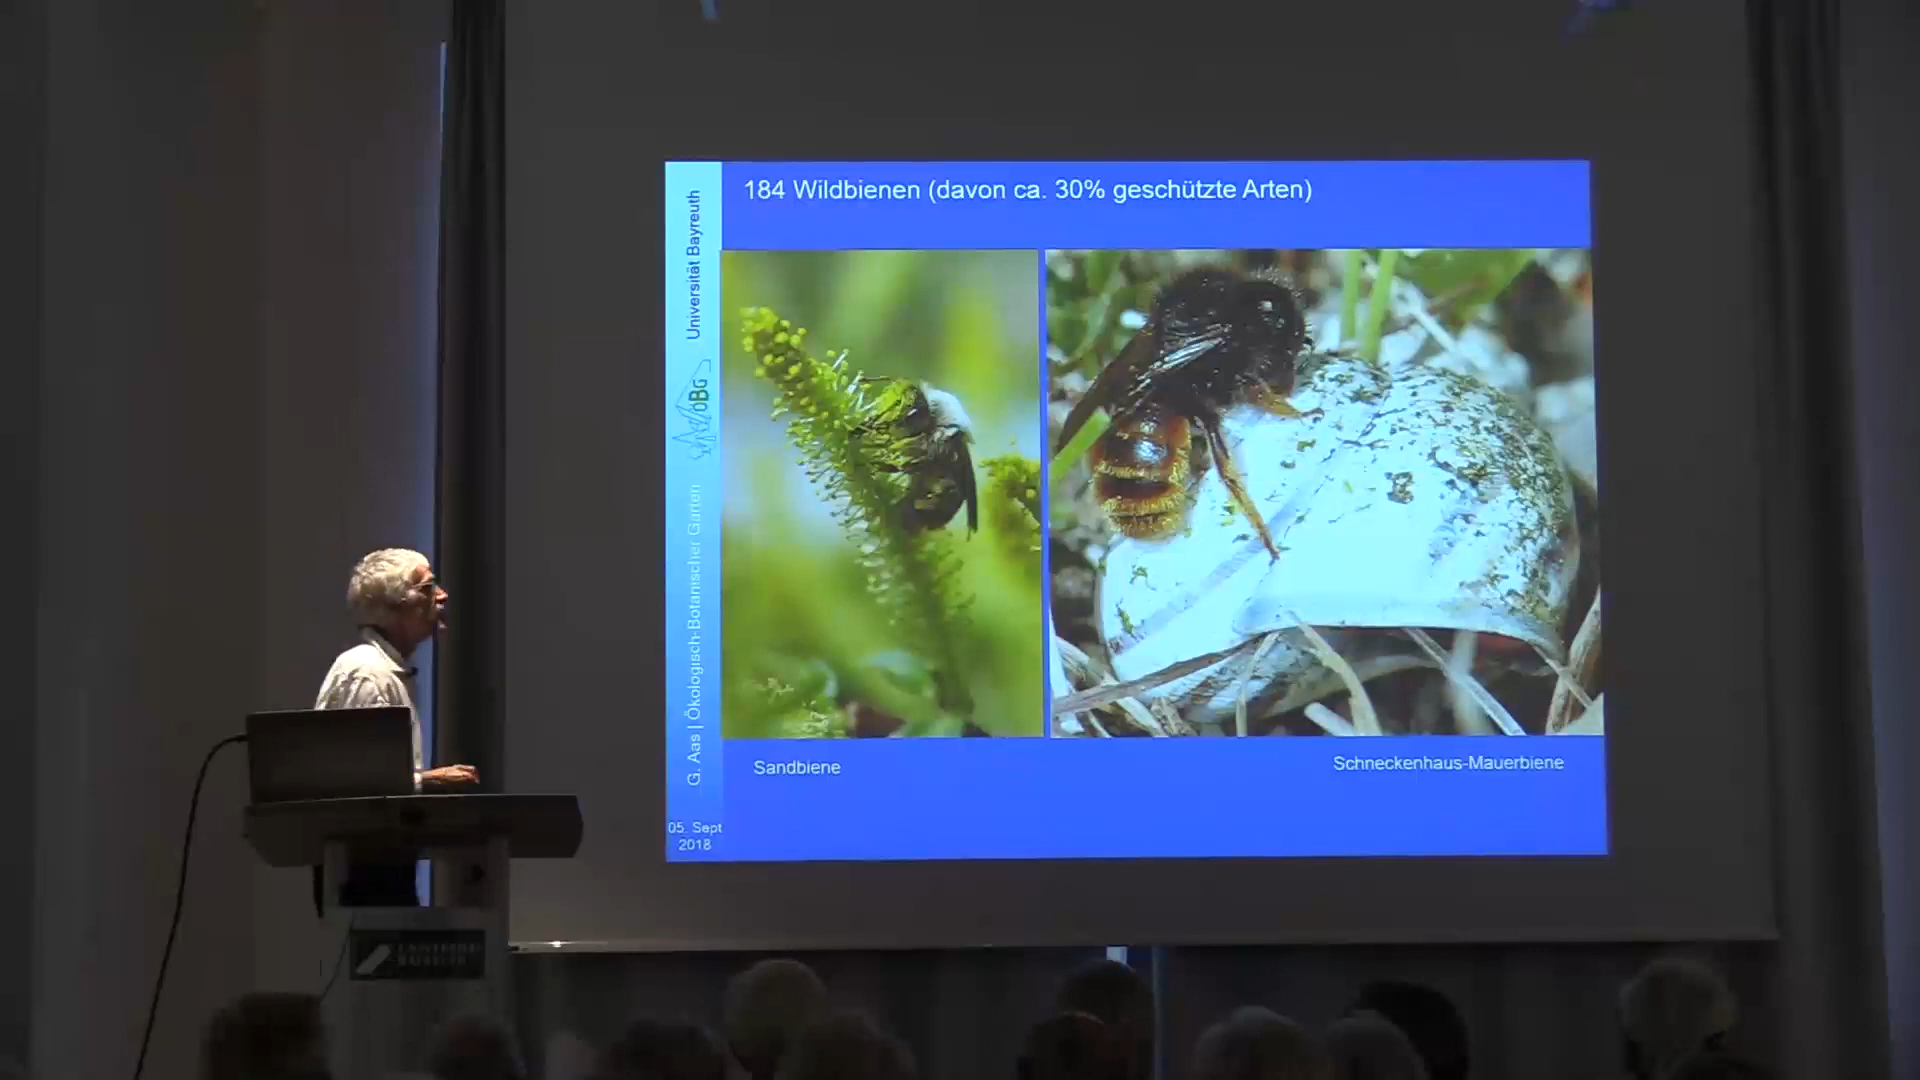 184 Wildbienen (davon ca. 30% geschützte Arten)
Universität Bayreuth
ÖBG
G. Aas | Ökologisch-Botanischer Garten
Sandbiene
Schneckenhaus-Mauerbiene
05. Sept
2018